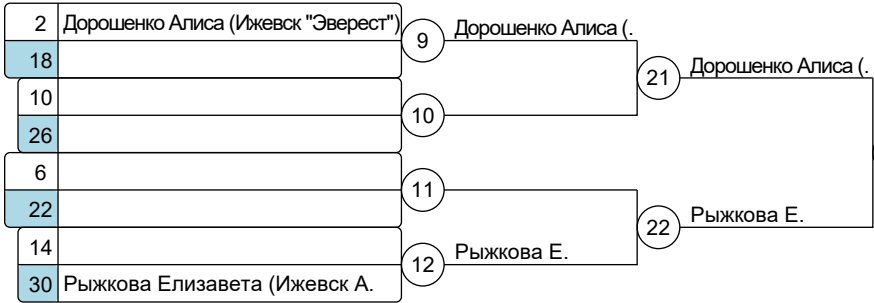 2 Дорошенко Алиса (Ижевск "Эверест")
9 Дорошенко Алиса (.
18
21 Дорошенко Алиса (.
10
10
26
6
11
22
22 Рыжкова Е.
14
12 Рыжкова Е.
30 Рыжкова Елизавета (Ижевск А.